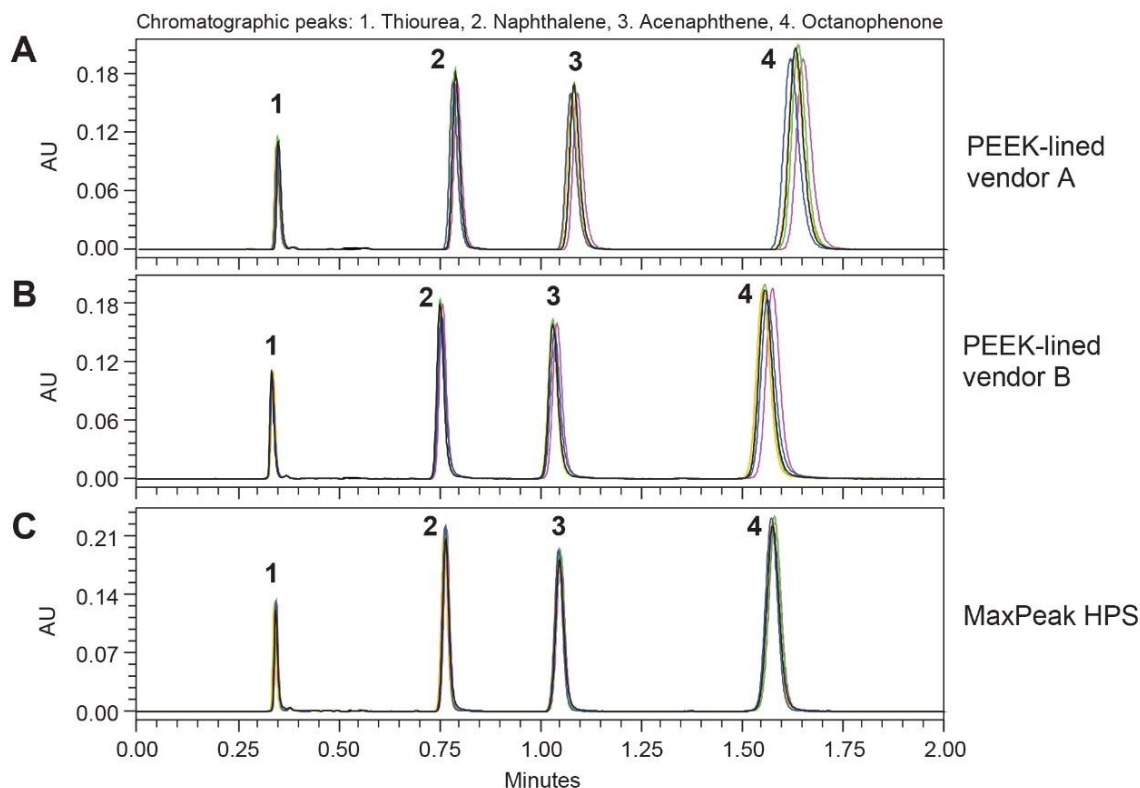 Chromatographic peaks: 1. Thiourea, 2. Naphthalene, 3. Acenaphthene, 4. Octanophenone
A
1
2
3
4
0.18
0.12
0.06
0.00
AU
PEEK-lined
vendor A
B
1
2
3
4
0.18
0.12
0.06
0.00
AU
PEEK-lined
vendor B
C
1
2
3
4
0.21
0.14
0.07
0.00
AU
MaxPeak HPS
0.00 0.25 0.50 0.75 1.00 1.25 1.50 1.75 2.00
Minutes